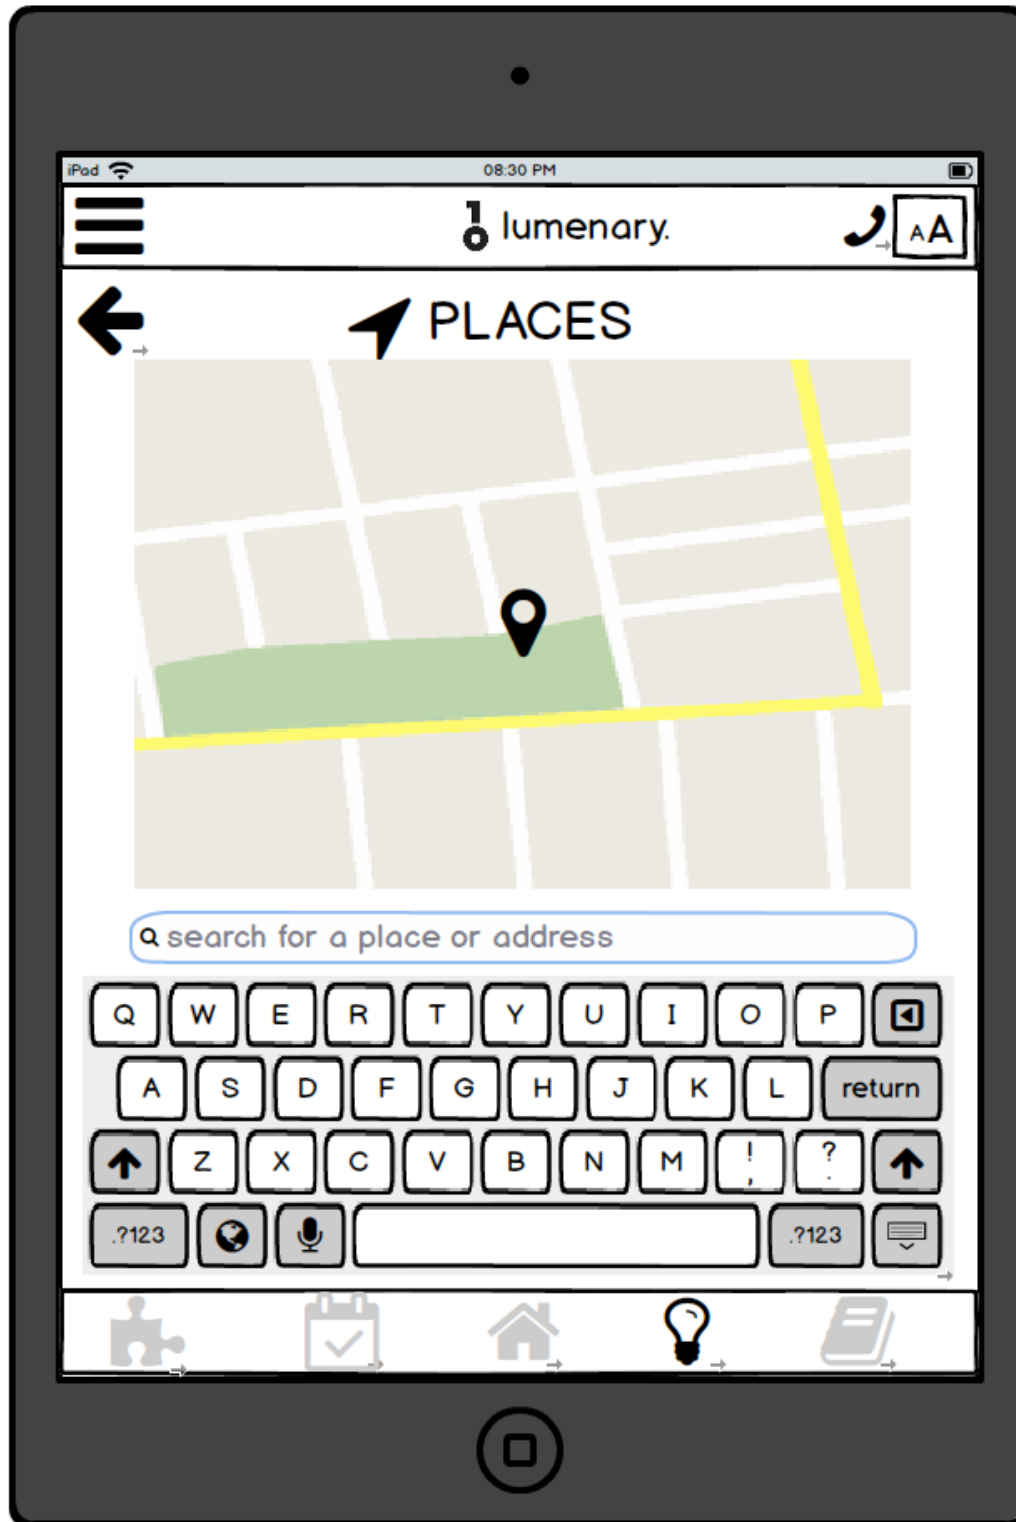 iPad 08:30 PM
lumenary. AA
PLACES
search for a place or address
Q W E R T Y U I O P
A S D F G H J K L return
Z X C V B N M ! , ? .
.?123 .?123